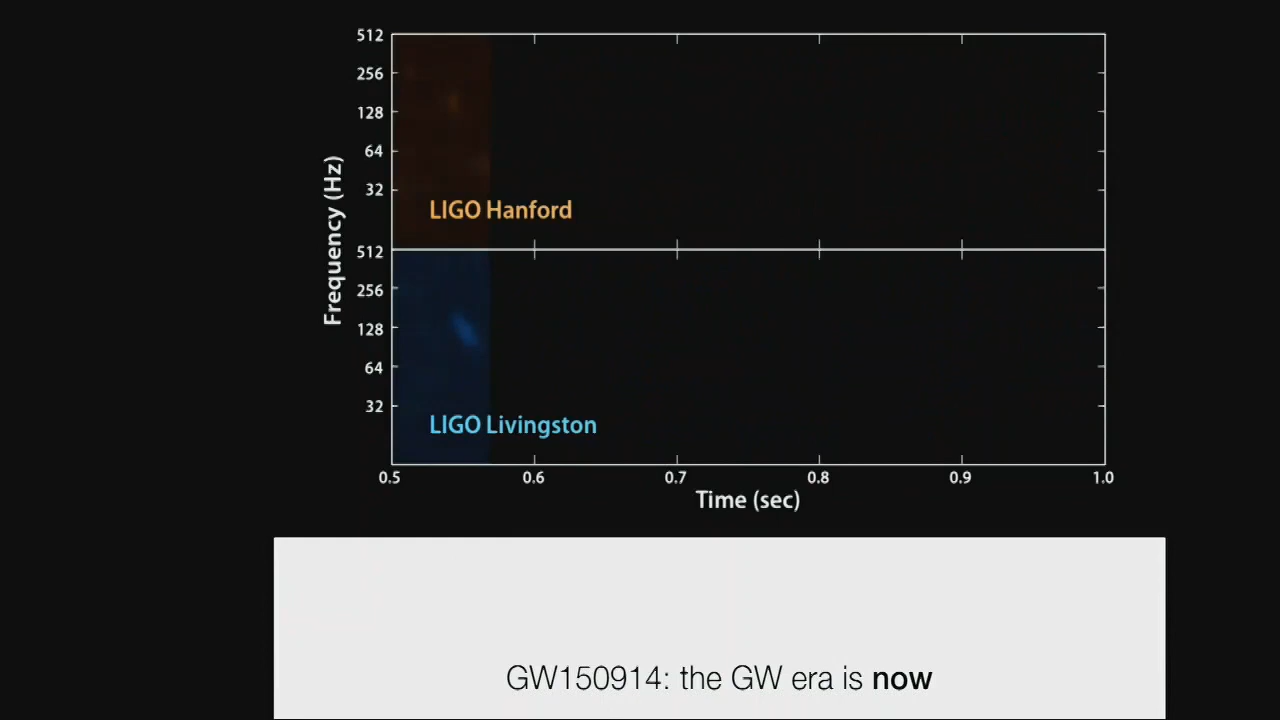 512
256
128
64
32
LIGO Hanford
512
256
128
64
32
LIGO Livingston
Frequency (Hz)
0.5 0.6 0.7 0.8 0.9 1.0
Time (sec)
GW150914: the GW era is now